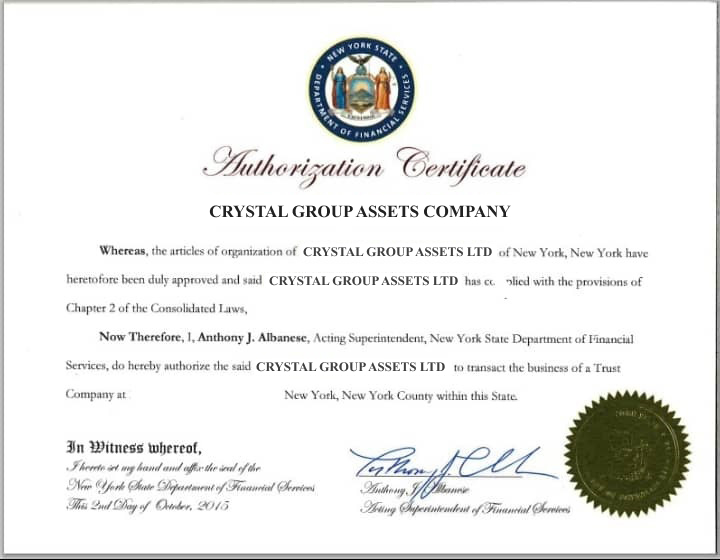 NEW YORK STATE
DEPARTMENT OF FINANCIAL SERVICES
EXCELSIOR
Authorization Certificate
CRYSTAL GROUP ASSETS COMPANY
Whereas, the articles of organization of CRYSTAL GROUP ASSETS LTD of New York, New York have
heretofore been duly approved and said CRYSTAL GROUP ASSETS LTD has co plied with the provisions of
Chapter 2 of the Consolidated Laws,
Now Therefore, I, Anthony J. Albanese, Acting Superintendent, New York State Department of Financial
Services, do hereby authorize the said CRYSTAL GROUP ASSETS LTD to transact the business of a Trust
Company at New York, New York County within this State.
In Witness whereof,
I hereto set my hand and affix the seal of the
New York State Department of Financial Services
This 2nd Day of October, 2015
Anthony J. Albanese
Acting Superintendent of Financial Services